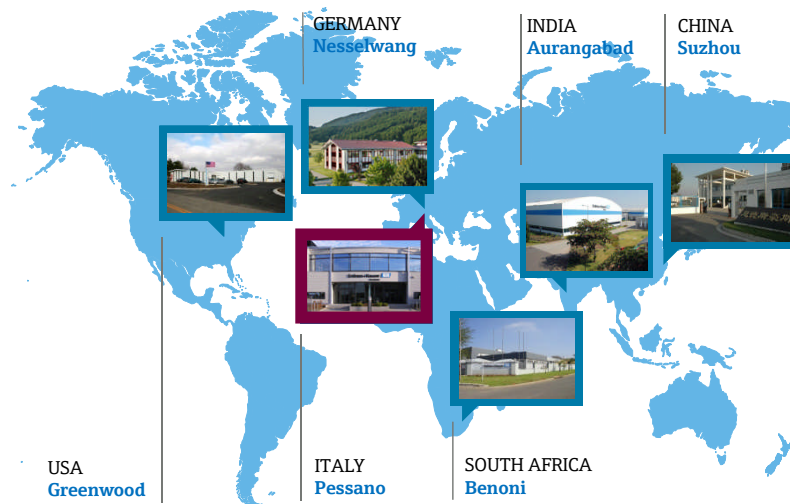 GERMANY
Nesselwang
INDIA
Aurangabad
CHINA
Suzhou
USA
Greenwood
ITALY
Pessano
SOUTH AFRICA
Benoni